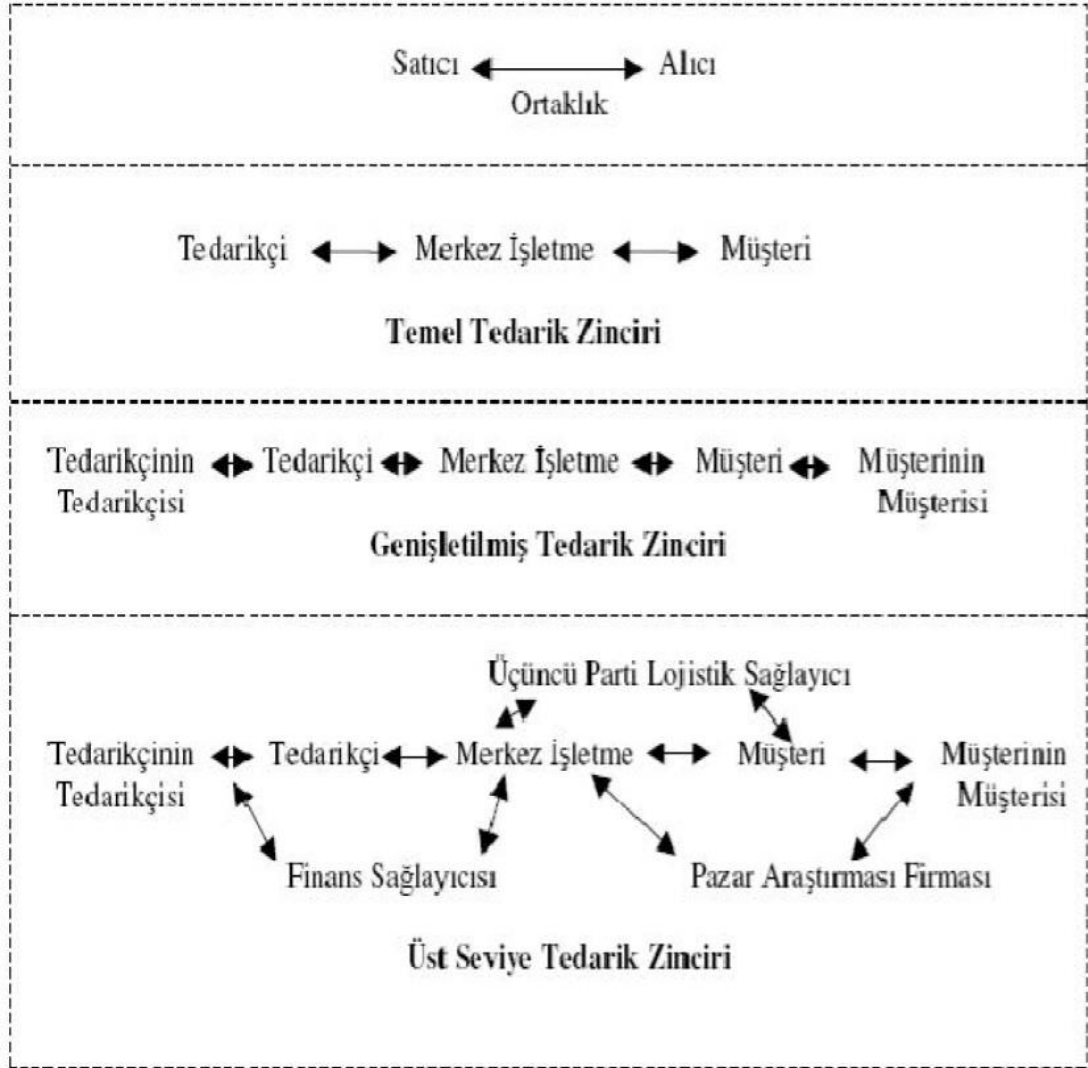 Satıcı Alıcı
Ortaklık
Tedarikçi Merkez İşletme Müşteri
Temel Tedarik Zinciri
Tedarikçinin Tedarikçi Merkez İşletme Müşteri Müşterinin
Tedarikçisi Müşterisi
Genişletilmiş Tedarik Zinciri
Üçüncü Parti Lojistik Sağlayıcı
Tedarikçinin Tedarikçi Merkez İşletme Müşteri Müşterinin
Tedarikçisi Müşterisi
Finans Sağlayıcısı Pazar Araştırması Firması
Üst Seviye Tedarik Zinciri